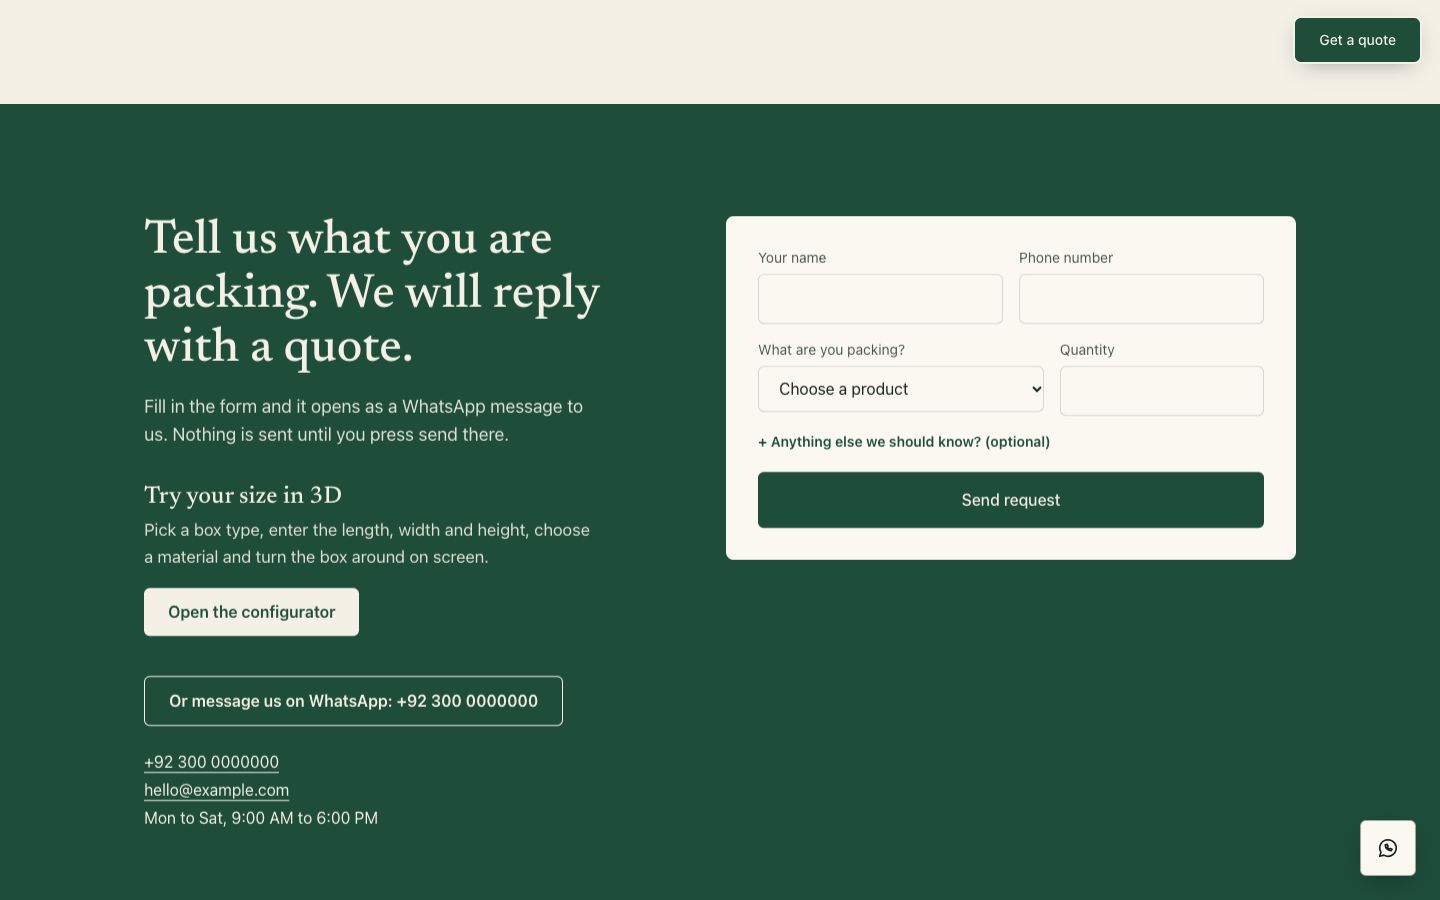 Get a quote
Tell us what you are
packing. We will reply
with a quote.
Fill in the form and it opens as a WhatsApp message to
us. Nothing is sent until you press send there.
Try your size in 3D
Pick a box type, enter the length, width and height, choose
a material and turn the box around on screen.
Open the configurator
Or message us on WhatsApp: +92 300 0000000
+92 300 0000000
hello@example.com
Mon to Sat, 9:00 AM to 6:00 PM
Your name
Phone number
What are you packing?
Quantity
Choose a product
+ Anything else we should know? (optional)
Send request